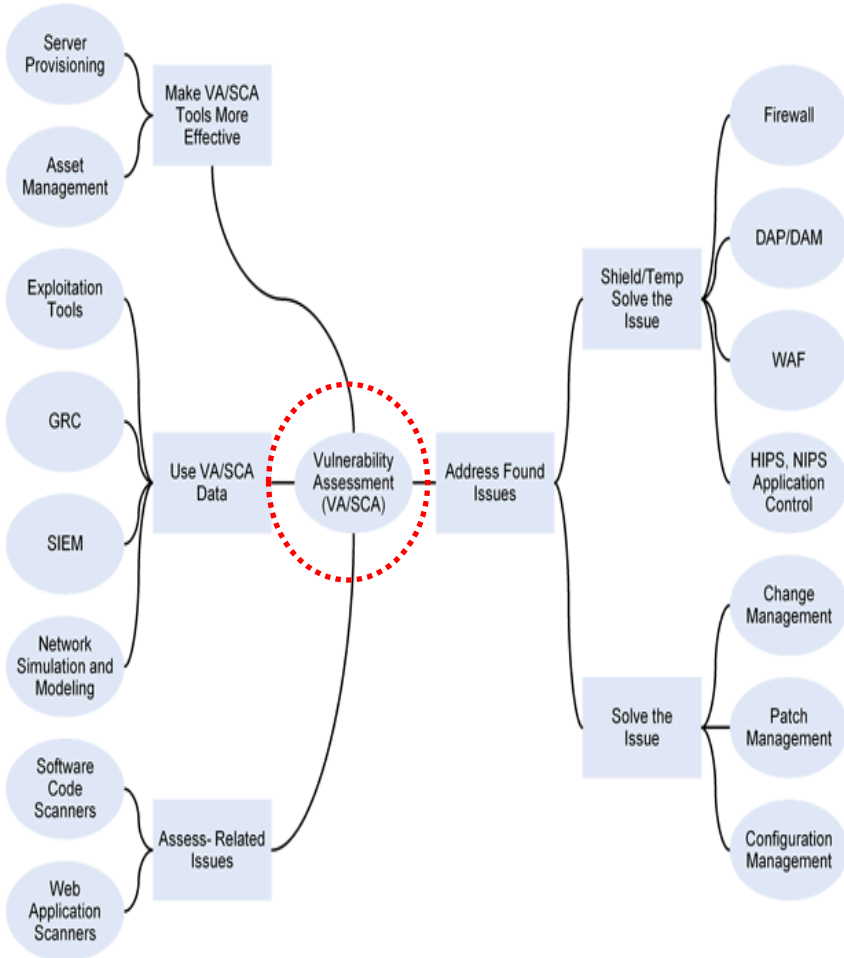 Server
Provisioning
Asset
Management
Make VA/SCA
Tools More
Effective
Exploitation
Tools
GRC
SIEM
Network
Simulation and
Modeling
Use VA/SCA
Data
Software
Code
Scanners
Web
Application
Scanners
Assess- Related
Issues
Vulnerability
Assessment
(VA/SCA)
Address Found
Issues
Shield/Temp
Solve the
Issue
Firewall
DAP/DAM
WAF
HIPS, NIPS
Application
Control
Solve the
Issue
Change
Management
Patch
Management
Configuration
Management